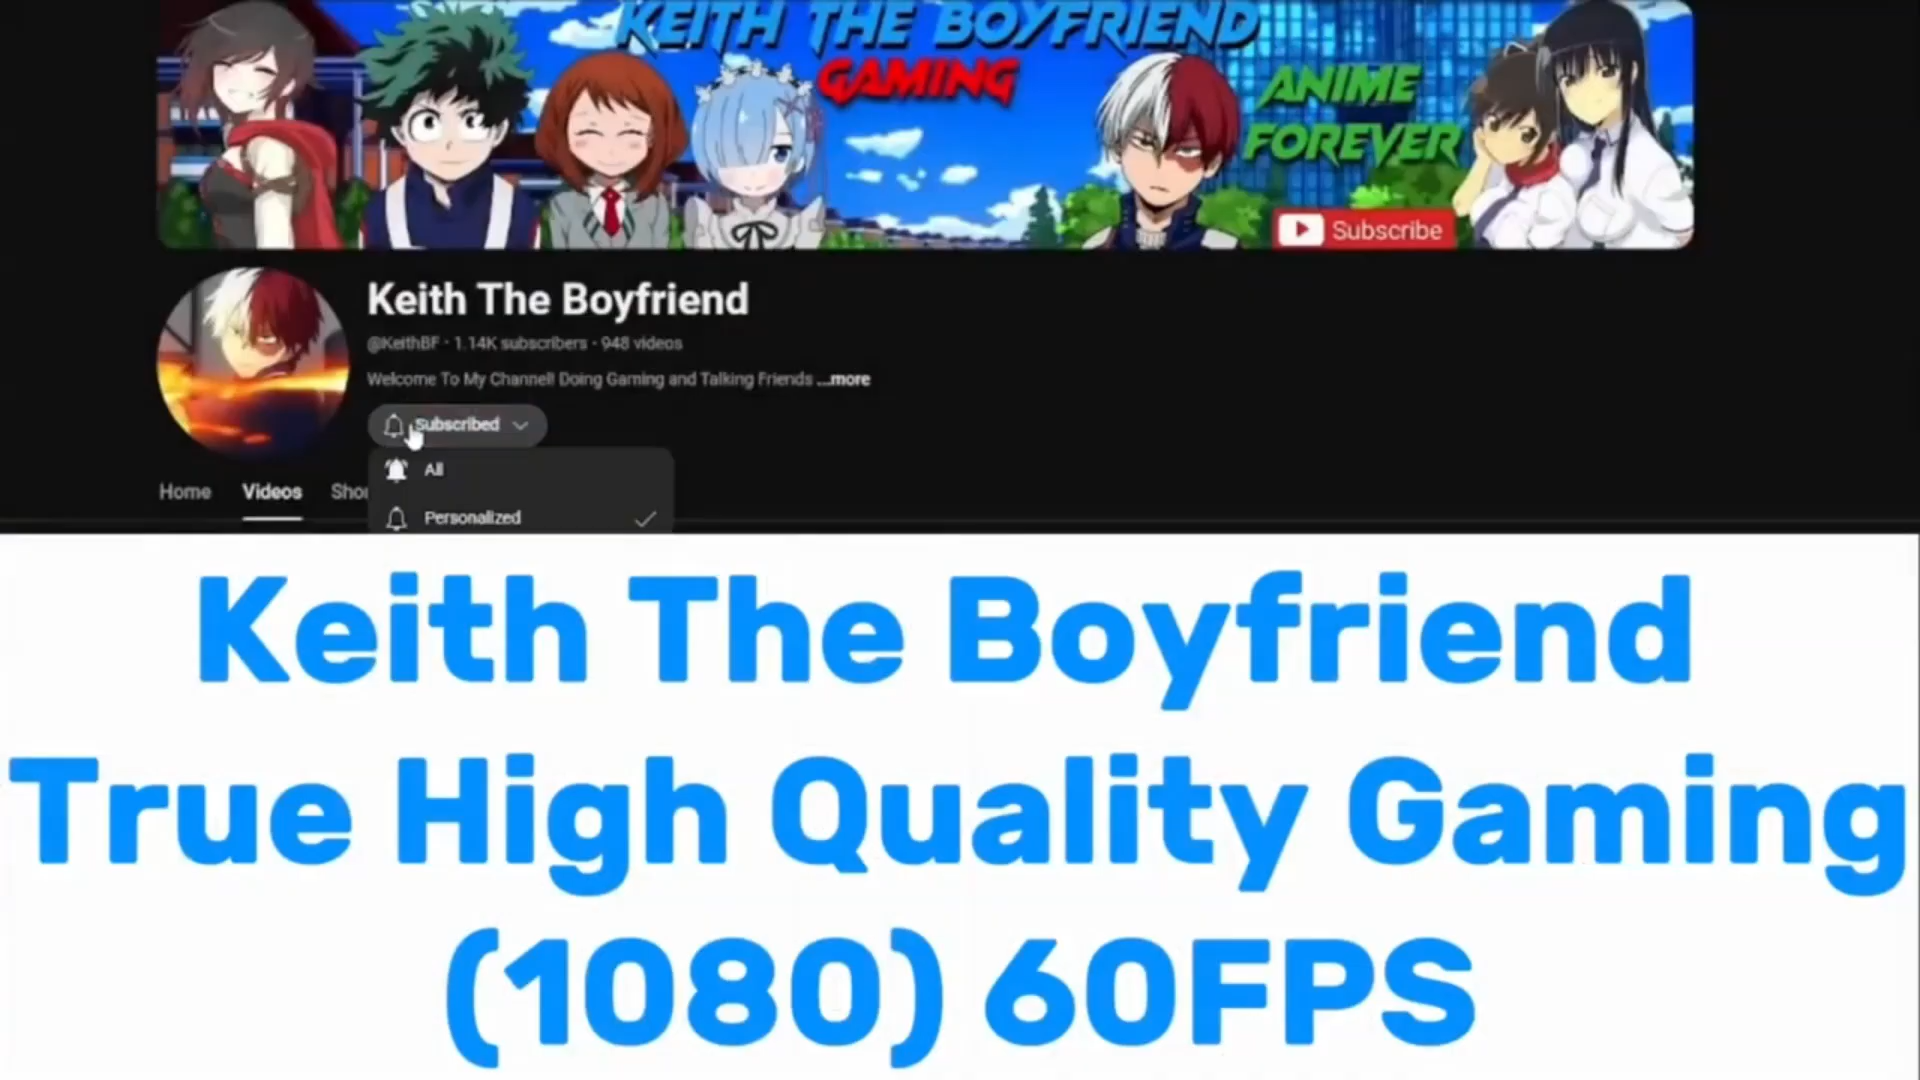 KEITH THE BOYFRIEND
GAMING
ANIME
FOREVER
Subscribe
Keith The Boyfriend
@KeithBF · 1.14K subscribers · 948 videos
Welcome To My Channel! Doing Gaming and Talking Friends ...more
Subscribed
All
Home Videos Sho
Personalized
Keith The Boyfriend
True High Quality Gaming
(1080) 60FPS